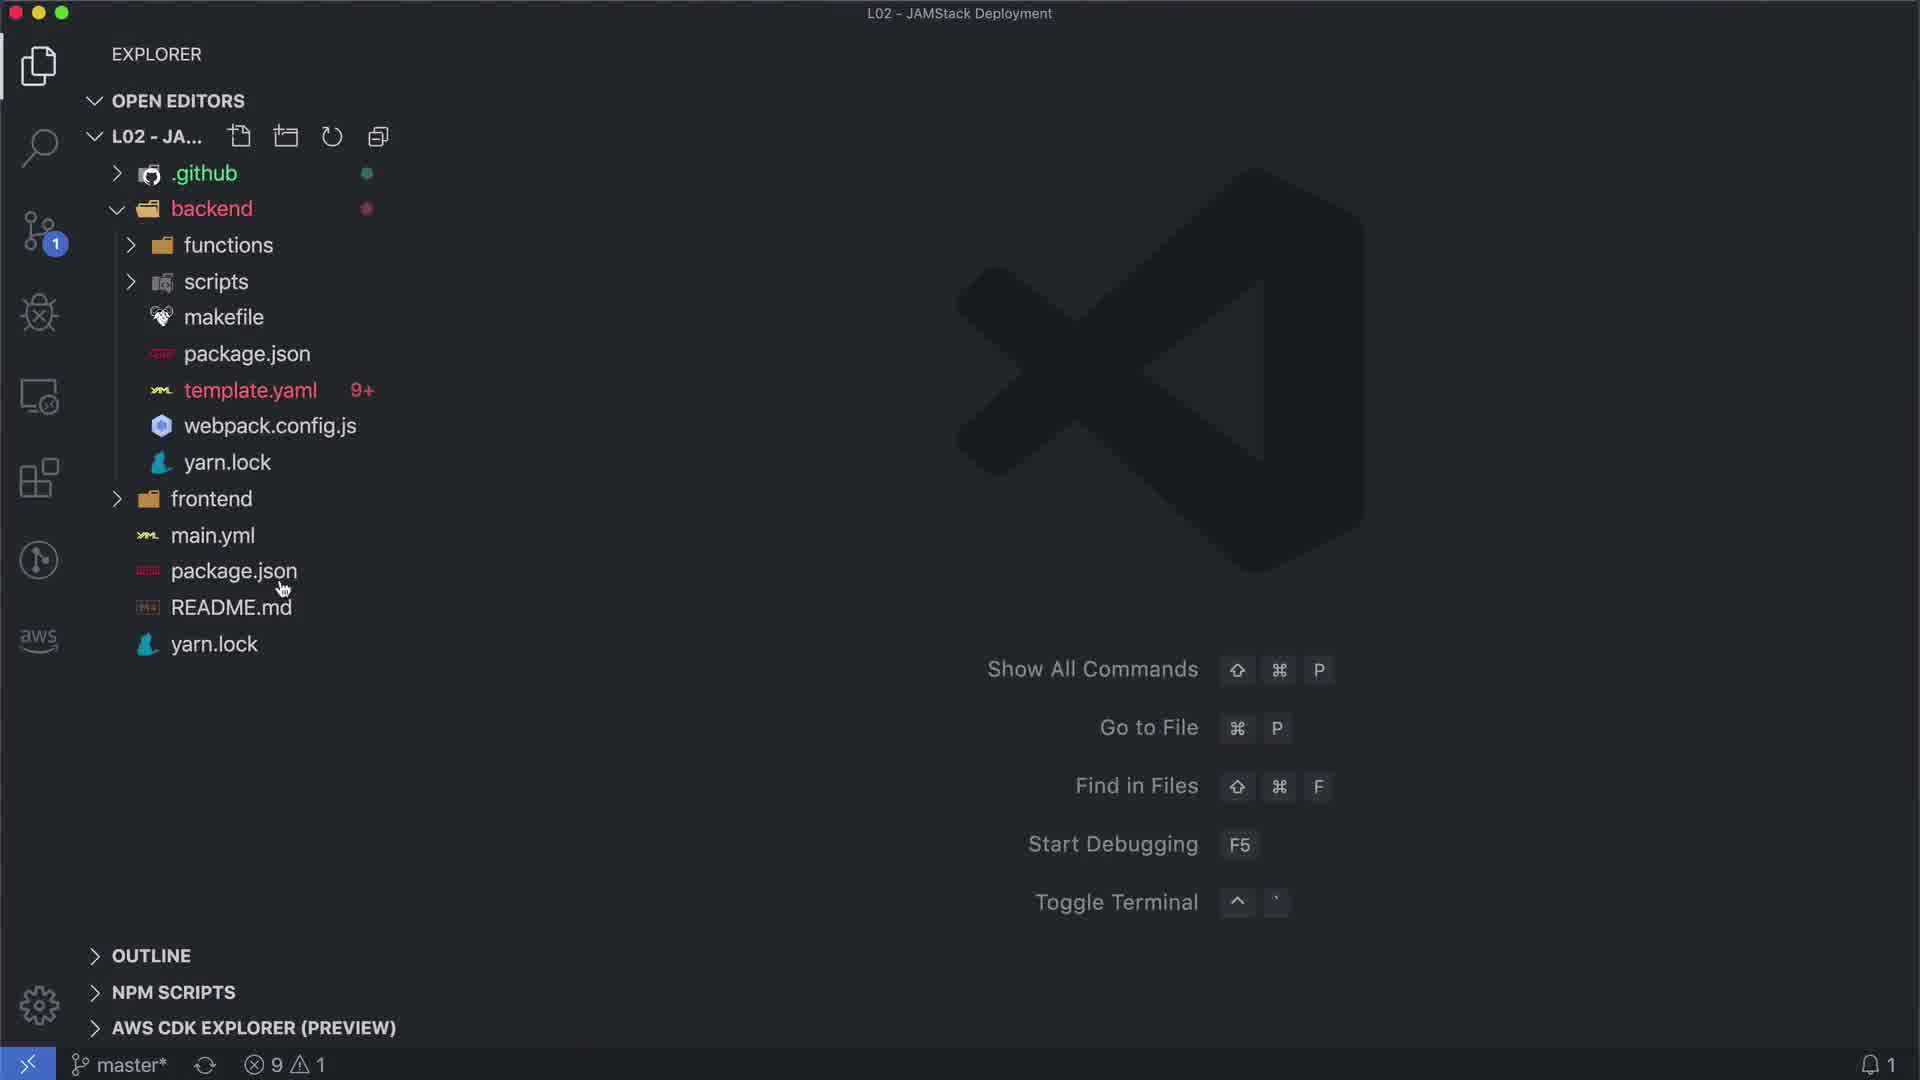 L02 - JAMStack Deployment
EXPLORER
OPEN EDITORS
L02 - JA...
.github
backend
functions
scripts
makefile
package.json
template.yaml 9+
webpack.config.js
yarn.lock
frontend
main.yml
package.json
README.md
yarn.lock
1
aws
Show All Commands ⇧ ⌘ P
Go to File ⌘ P
Find in Files ⇧ ⌘ F
Start Debugging F5
Toggle Terminal ^ `
OUTLINE
NPM SCRIPTS
AWS CDK EXPLORER (PREVIEW)
master* 9 1
1